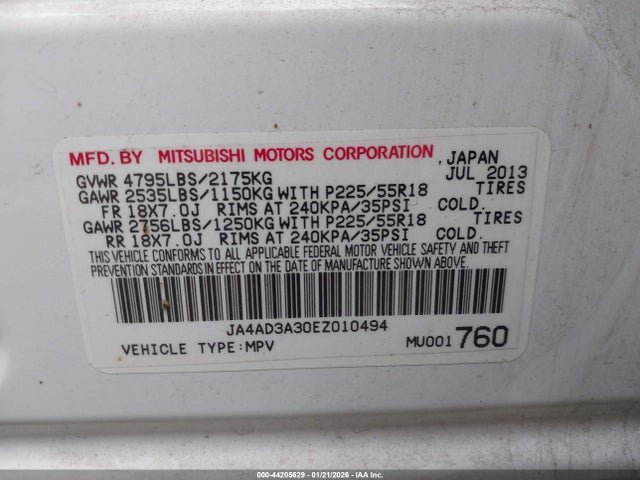 MFD. BY MITSUBISHI MOTORS CORPORATION , JAPAN
GVWR 4795LBS/2175KG JUL 2013
GAWR 2535LBS/1150KG WITH P225/55R18 TIRES
FR 18X7.0J RIMS AT 240KPA/35PSI COLD.
GAWR 2756LBS/1250KG WITH P225/55R18 TIRES
RR 18X7.0J RIMS AT 240KPA/35PSI COLD.
THIS VEHICLE CONFORMS TO ALL APPLICABLE FEDERAL MOTOR VEHICLE SAFETY AND THEFT
PREVENTION STANDARDS IN EFFECT ON THE DATE OF MANUFACTURE SHOWN ABOVE.
JA4AD3A30EZ010494
VEHICLE TYPE:MPV MU001 760
000-44205629 - 01/21/2026 - IAAI.COM